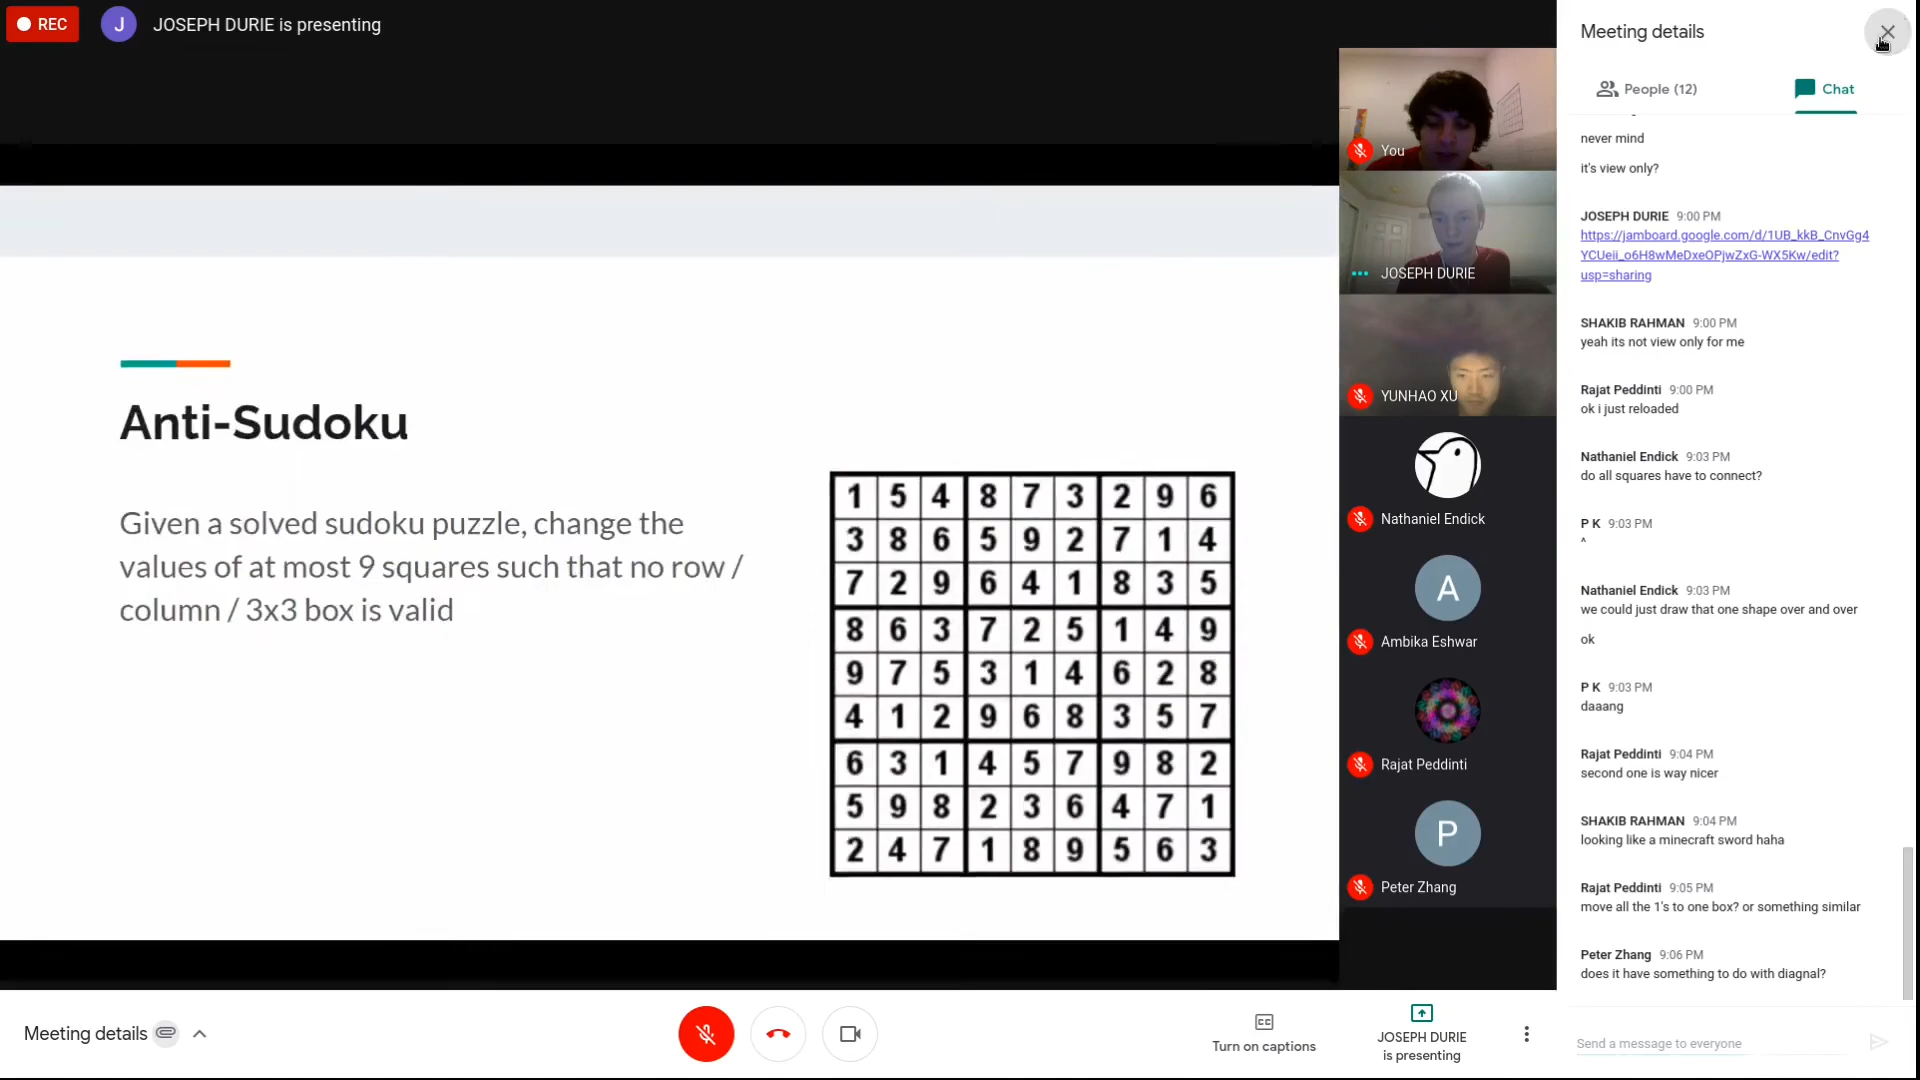 REC
J
JOSEPH DURIE is presenting
Anti-Sudoku
Given a solved sudoku puzzle, change the
values of at most 9 squares such that no row /
column / 3x3 box is valid
1 5 4 8 7 3 2 9 6
3 8 6 5 9 2 7 1 4
7 2 9 6 4 1 8 3 5
8 6 3 7 2 5 1 4 9
9 7 5 3 1 4 6 2 8
4 1 2 9 6 8 3 5 7
6 3 1 4 5 7 9 8 2
5 9 8 2 3 6 4 7 1
2 4 7 1 8 9 5 6 3
You
JOSEPH DURIE
YUNHAO XU
Nathaniel Endick
A
Ambika Eshwar
Rajat Peddinti
P
Peter Zhang
Meeting details
People (12)
Chat
never mind
it's view only?
JOSEPH DURIE 9:00 PM
https://jamboard.google.com/d/1UB_kkB_CnvGg4
YCUeii_o6H8wMeDxeOPjwZxG-WX5Kw/edit?
usp=sharing
SHAKIB RAHMAN 9:00 PM
yeah its not view only for me
Rajat Peddinti 9:00 PM
ok i just reloaded
Nathaniel Endick 9:03 PM
do all squares have to connect?
P K 9:03 PM
^
Nathaniel Endick 9:03 PM
we could just draw that one shape over and over
ok
P K 9:03 PM
daaang
Rajat Peddinti 9:04 PM
second one is way nicer
SHAKIB RAHMAN 9:04 PM
looking like a minecraft sword haha
Rajat Peddinti 9:05 PM
move all the 1's to one box? or something similar
Peter Zhang 9:06 PM
does it have something to do with diagnal?
Send a message to everyone
Meeting details
CC
Turn on captions
JOSEPH DURIE
is presenting